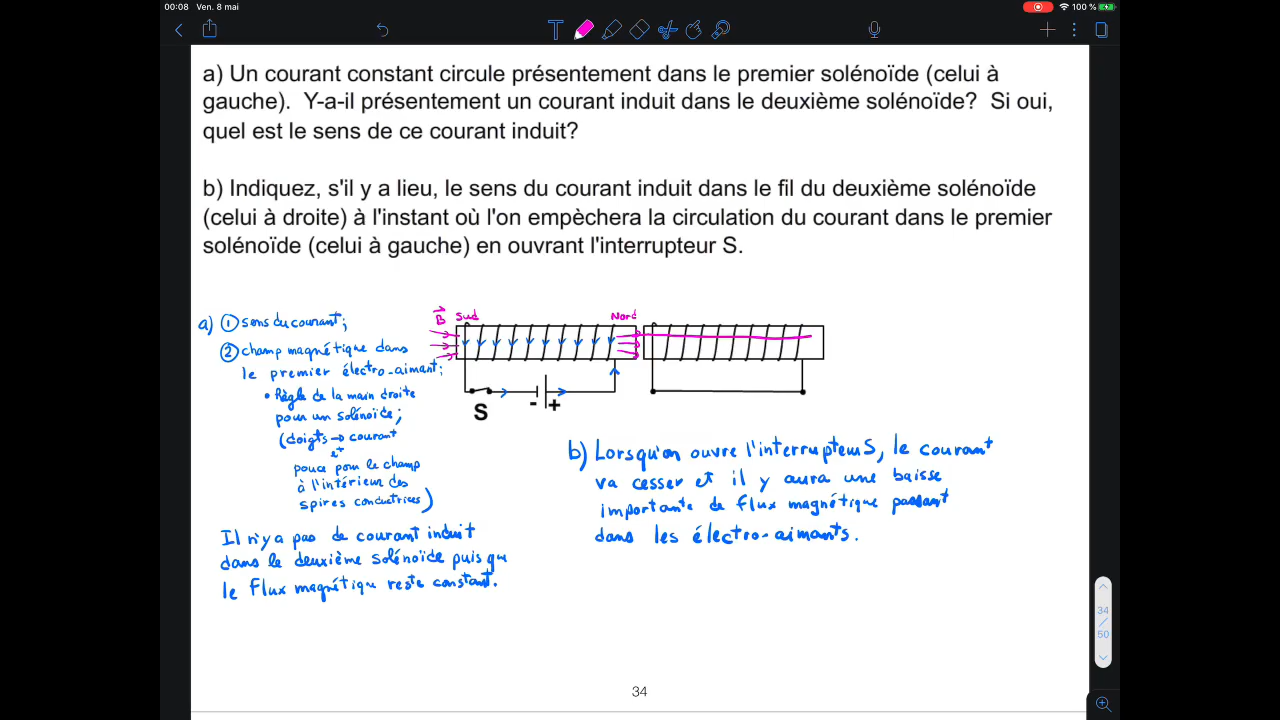 00:08 Ven. 8 mai
100 %
a) Un courant constant circule présentement dans le premier solénoïde (celui à
gauche). Y-a-il présentement un courant induit dans le deuxième solénoïde? Si oui,
quel est le sens de ce courant induit?
b) Indiquez, s'il y a lieu, le sens du courant induit dans le fil du deuxième solénoïde
(celui à droite) à l'instant où l'on empèchera la circulation du courant dans le premier
solénoïde (celui à gauche) en ouvrant l'interrupteur S.
a) 1 sens du courant;
2 champ magnétique dans
le premier électro-aimant;
• Règle de la main droite
pour un solénoïde;
(doigts → courant
et
pouce pour le champ
à l'intérieur des
spires conductrices)
Il n'y a pas de courant induit
dans le deuxième solénoïde puisque
le flux magnétique reste constant.
B Sud Nord
S - +
b) Lorsqu'on ouvre l'interrupteur S, le courant
va cesser et il y aura une baisse
importante de flux magnétique passant
dans les électro-aimants.
34
/
50
34